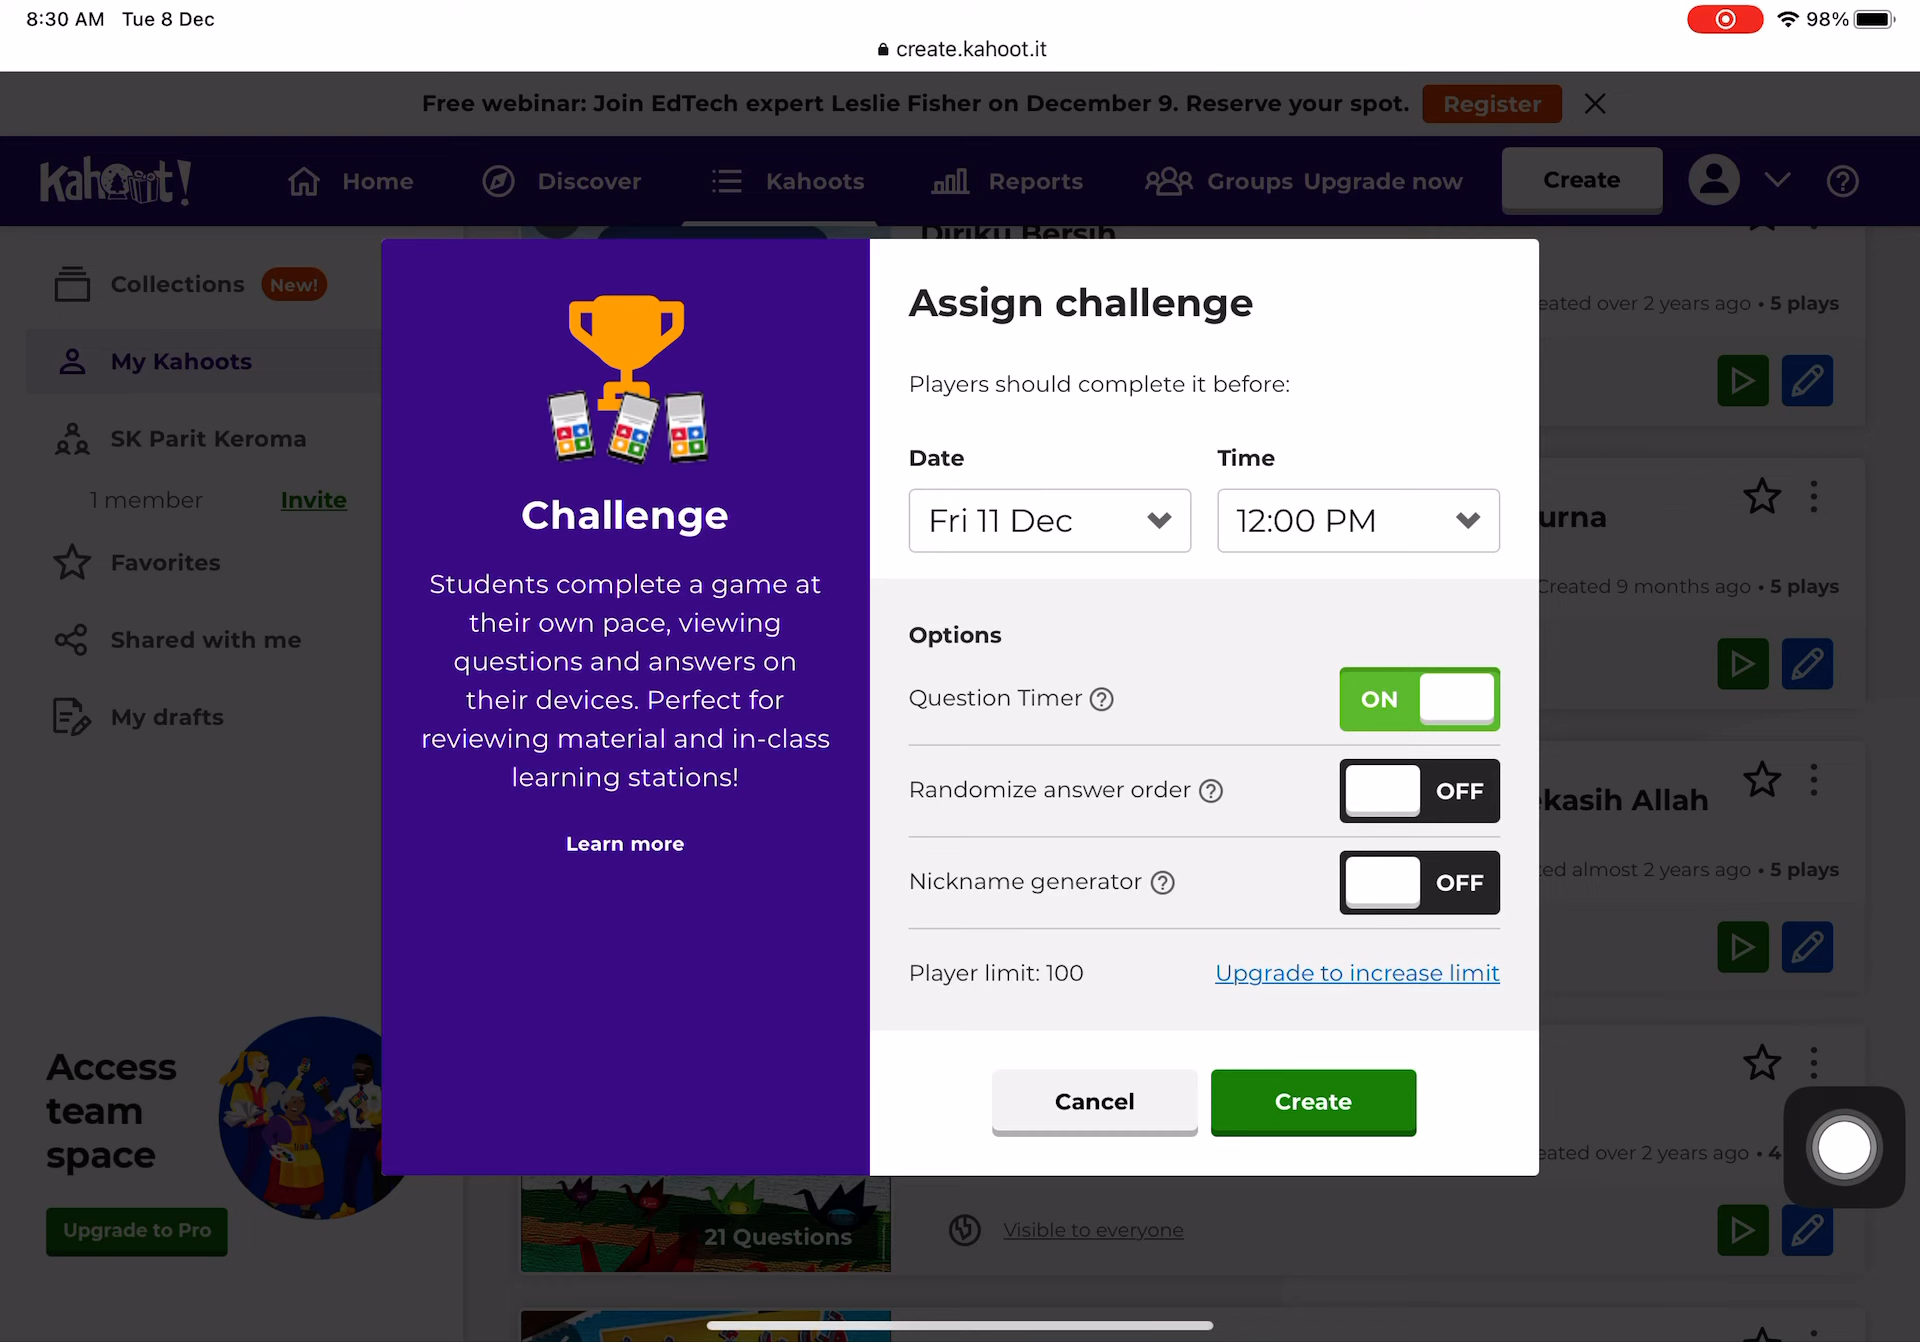 8:30 AM Tue 8 Dec
98%
create.kahoot.it
Free webinar: Join EdTech expert Leslie Fisher on December 9. Reserve your spot.
Register
Kahoot!
Home
Discover
Kahoots
Reports
Groups
Upgrade now
Create
Collections
New!
My Kahoots
SK Parit Keroma
1 member
Invite
Favorites
Shared with me
My drafts
Access
team
space
Upgrade to Pro
Challenge
Students complete a game at
their own pace, viewing
questions and answers on
their devices. Perfect for
reviewing material and in-class
learning stations!
Learn more
Assign challenge
Players should complete it before:
Date
Time
Fri 11 Dec
12:00 PM
Options
Question Timer
ON
Randomize answer order
OFF
Nickname generator
OFF
Player limit: 100
Upgrade to increase limit
Cancel
Create
Diriku Bersih
eated over 2 years ago • 5 plays
urna
Created 9 months ago • 5 plays
kasih Allah
ed almost 2 years ago • 5 plays
eated over 2 years ago • 4
21 Questions
Visible to everyone